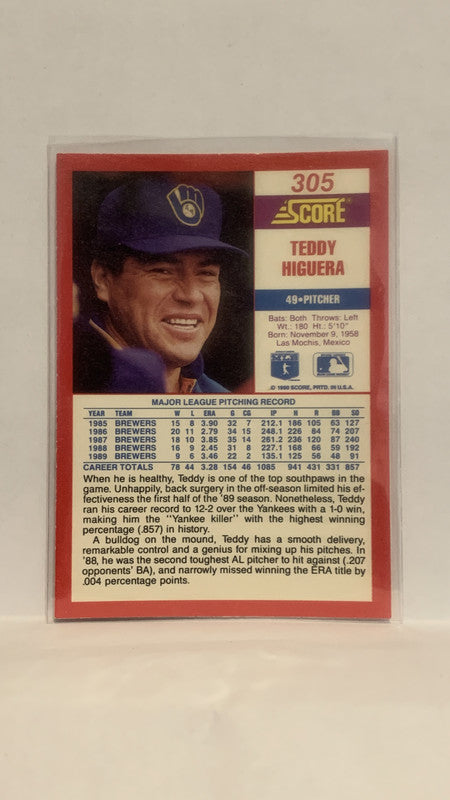 305
SCORE
TEDDY
HIGUERA
49•PITCHER
Bats: Both Throws: Left
Wt.: 180 Ht.: 5'10"
Born: November 9, 1958
Las Mochis, Mexico
© 1990 SCORE, PRTD. IN U.S.A.
MAJOR LEAGUE PITCHING RECORD
YEAR TEAM W L ERA G CG IP H R BB SO
1985 BREWERS 15 8 3.90 32 7 212.1 186 105 63 127
1986 BREWERS 20 11 2.79 34 15 248.1 226 84 74 207
1987 BREWERS 18 10 3.85 35 14 261.2 236 120 87 240
1988 BREWERS 16 9 2.45 31 8 227.1 168 66 59 192
1989 BREWERS 9 6 3.46 22 2 135.1 125 56 48 91
CAREER TOTALS 78 44 3.28 154 46 1085 941 431 331 857
When he is healthy, Teddy is one of the top southpaws in
the game. Unhappily, back surgery in the off-season limited his ef-
fectiveness the first half of the '89 season. Nonetheless, Teddy
ran his career record to 12-2 over the Yankees with a 1-0 win,
making him the "Yankee killer" with the highest winning
percentage (.857) in history.
A bulldog on the mound, Teddy has a smooth delivery,
remarkable control and a genius for mixing up his pitches. In
'88, he was the second toughest AL pitcher to hit against (.207
opponents' BA), and narrowly missed winning the ERA title by
.004 percentage points.